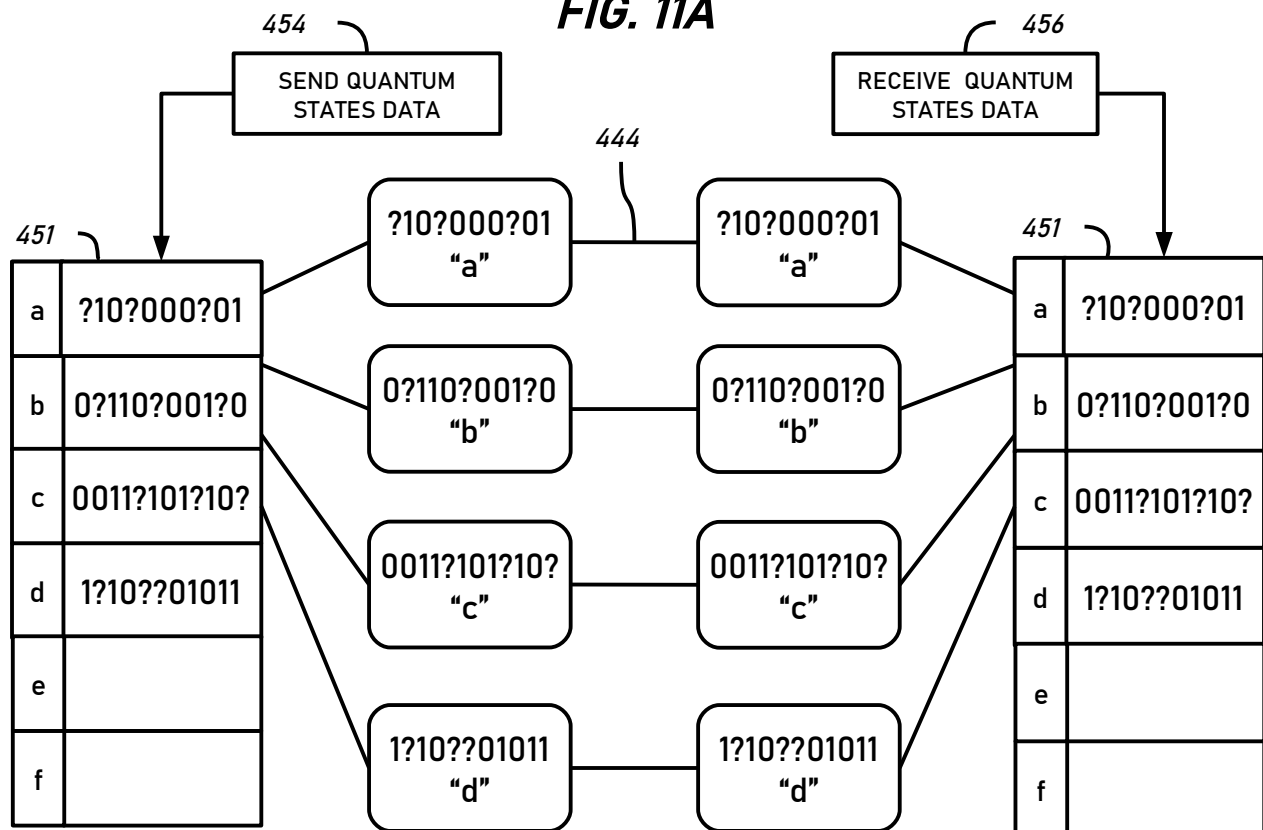 FIG. 11A
454
SEND QUANTUM
STATES DATA
456
RECEIVE QUANTUM
STATES DATA
444
451
a ?10?000?01
b 0?110?001?0
c 0011?101?10?
d 1?10??01011
e
f
?10?000?01
“a”
?10?000?01
“a”
0?110?001?0
“b”
0?110?001?0
“b”
0011?101?10?
“c”
0011?101?10?
“c”
1?10??01011
“d”
1?10??01011
“d”
451
a ?10?000?01
b 0?110?001?0
c 0011?101?10?
d 1?10??01011
e
f